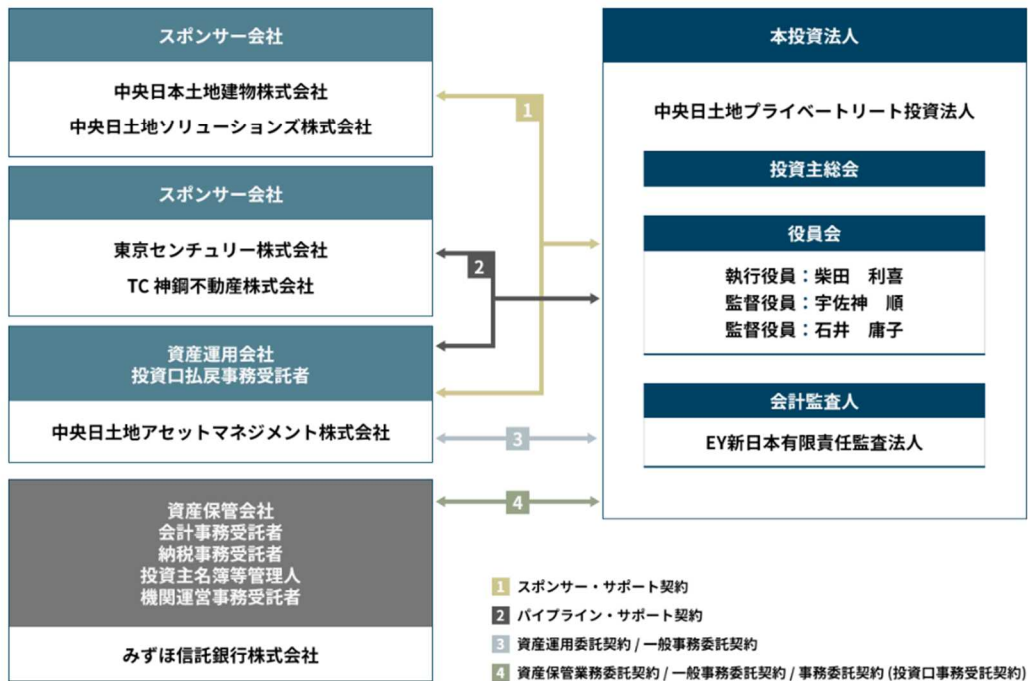 スポンサー会社
中央日本土地建物株式会社
中央日土地ソリューションズ株式会社
スポンサー会社
東京センチュリー株式会社
TC 神鋼不動産株式会社
資産運用会社
投資口払戻事務受託者
中央日土地アセットマネジメント株式会社
資産保管会社
会計事務受託者
納税事務受託者
投資主名簿等管理人
機関運営事務受託者
みずほ信託銀行株式会社
1
2
3
4
本投資法人
中央日土地プライベートリート投資法人
投資主総会
役員会
執行役員：柴田　利喜
監督役員：宇佐神　順
監督役員：石井　庸子
会計監査人
EY新日本有限責任監査法人
1 スポンサー・サポート契約
2 パイプライン・サポート契約
3 資産運用委託契約 / 一般事務委託契約
4 資産保管業務委託契約 / 一般事務委託契約 / 事務委託契約 (投資口事務受託契約)